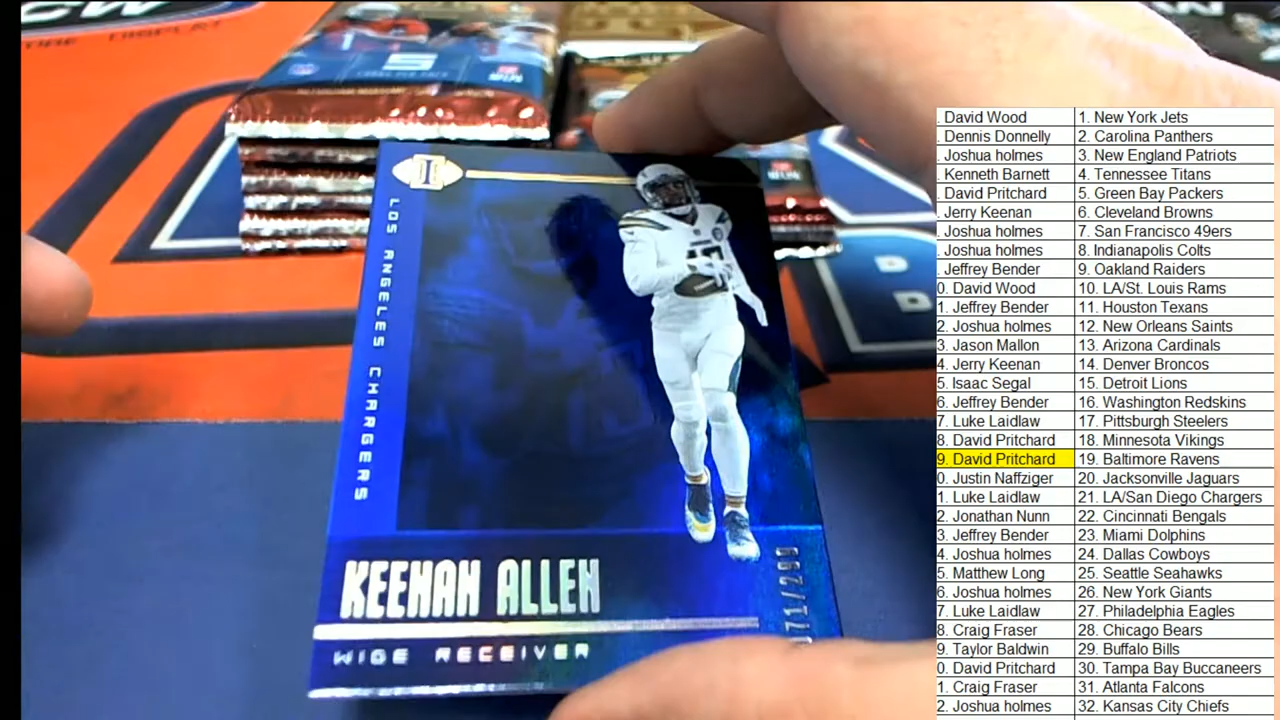 CARDS PER PACK
LOS ANGELES CHARGERS
KEENAN ALLEN
WIDE RECEIVER
071/299
. David Wood 1. New York Jets
. Dennis Donnelly 2. Carolina Panthers
. Joshua holmes 3. New England Patriots
. Kenneth Barnett 4. Tennessee Titans
. David Pritchard 5. Green Bay Packers
. Jerry Keenan 6. Cleveland Browns
. Joshua holmes 7. San Francisco 49ers
. Joshua holmes 8. Indianapolis Colts
. Jeffrey Bender 9. Oakland Raiders
0. David Wood 10. LA/St. Louis Rams
1. Jeffrey Bender 11. Houston Texans
2. Joshua holmes 12. New Orleans Saints
3. Jason Mallon 13. Arizona Cardinals
4. Jerry Keenan 14. Denver Broncos
5. Isaac Segal 15. Detroit Lions
6. Jeffrey Bender 16. Washington Redskins
7. Luke Laidlaw 17. Pittsburgh Steelers
8. David Pritchard 18. Minnesota Vikings
9. David Pritchard 19. Baltimore Ravens
0. Justin Naffziger 20. Jacksonville Jaguars
1. Luke Laidlaw 21. LA/San Diego Chargers
2. Jonathan Nunn 22. Cincinnati Bengals
3. Jeffrey Bender 23. Miami Dolphins
4. Joshua holmes 24. Dallas Cowboys
5. Matthew Long 25. Seattle Seahawks
6. Joshua holmes 26. New York Giants
7. Luke Laidlaw 27. Philadelphia Eagles
8. Craig Fraser 28. Chicago Bears
9. Taylor Baldwin 29. Buffalo Bills
0. David Pritchard 30. Tampa Bay Buccaneers
1. Craig Fraser 31. Atlanta Falcons
2. Joshua holmes 32. Kansas City Chiefs